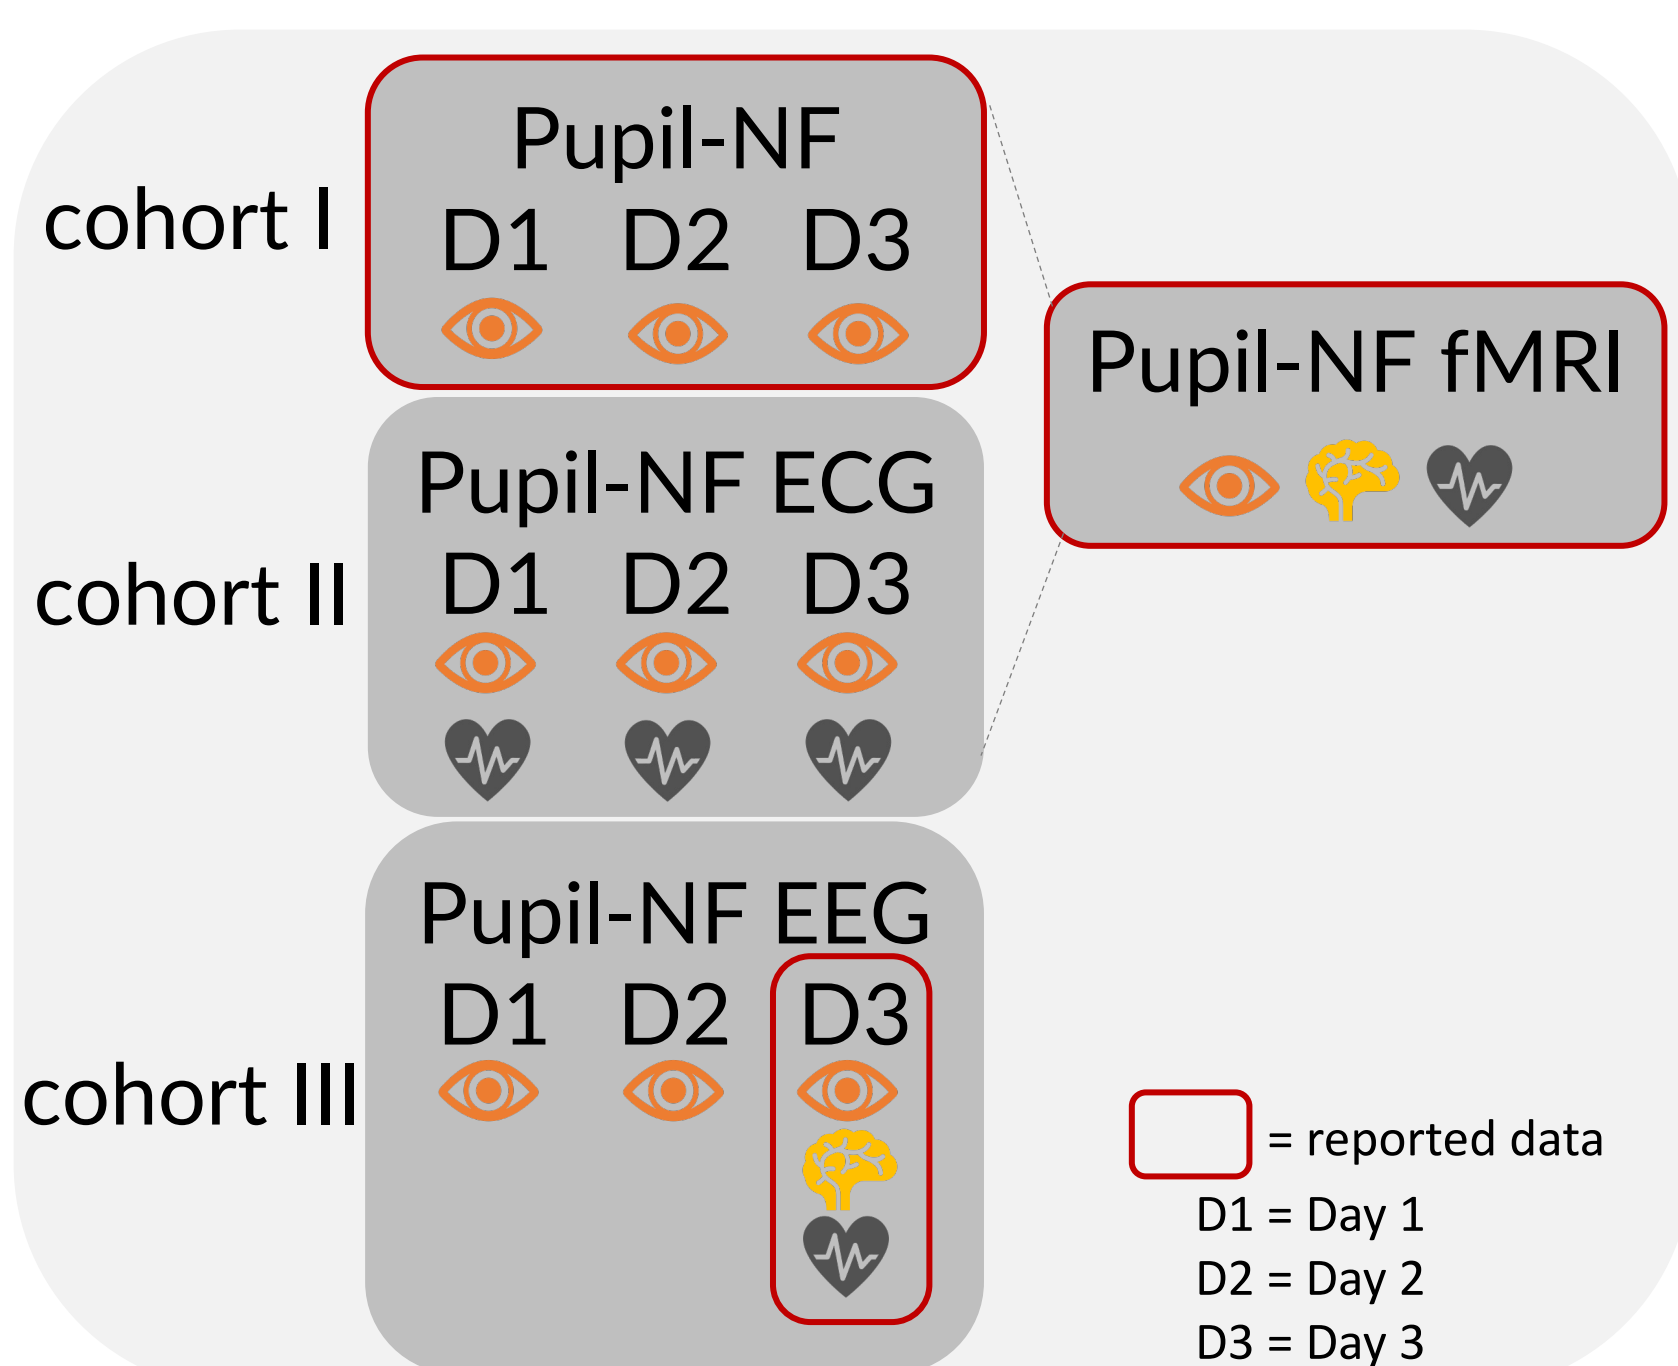 cohort I
Pupil-NF
D1 D2 D3
Pupil-NF fMRI
cohort II
Pupil-NF ECG
D1 D2 D3
cohort III
Pupil-NF EEG
D1 D2 D3
= reported data
D1 = Day 1
D2 = Day 2
D3 = Day 3